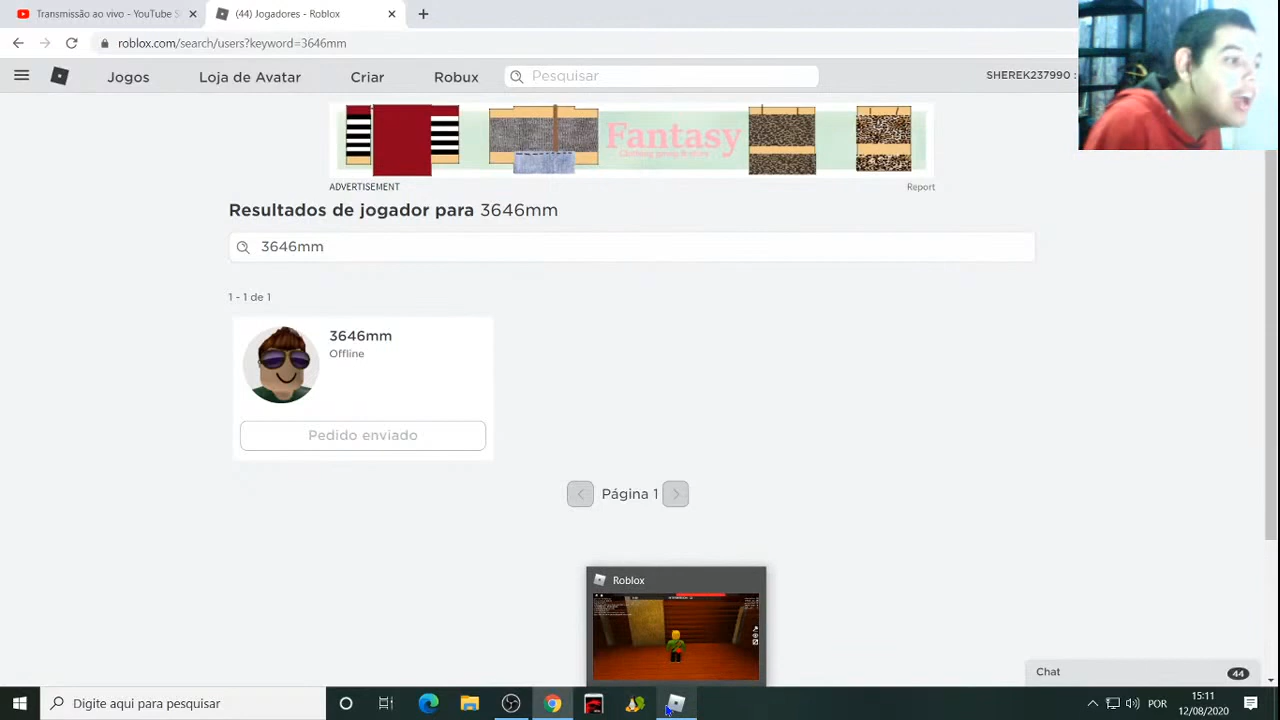 Transmissão ao vivo - YouTube S
(44) Jogadores - Roblox
roblox.com/search/users?keyword=3646mm
Jogos
Loja de Avatar
Criar
Robux
Pesquisar
SHEREK237990 :
Fantasy
ADVERTISEMENT
Report
Resultados de jogador para 3646mm
3646mm
1 - 1 de 1
3646mm
Offline
Pedido enviado
Página 1
Roblox
Chat
44
Digite aqui para pesquisar
POR
15:11
12/08/2020